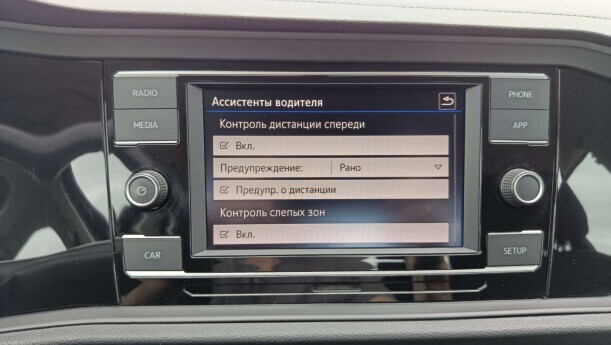 RADIO
MEDIA
CAR
Ассистенты водителя
Контроль дистанции спереди
Вкл.
Предупреждение: Рано
Предупр. о дистанции
Контроль слепых зон
Вкл.
PHONE
APP
SETUP